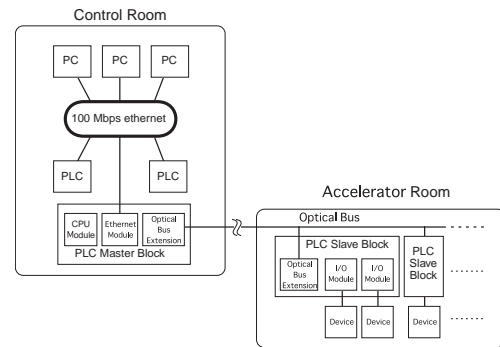 Control Room
PC PC PC
100 Mbps ethernet
PLC PLC
CPU
Module
Ethernet
Module
Optical
Bus
Extension
PLC Master Block
Accelerator Room
Optical Bus
PLC Slave Block
Optical
Bus
Extension
I/O
Module
I/O
Module
PLC
Slave
Block
Device Device Device